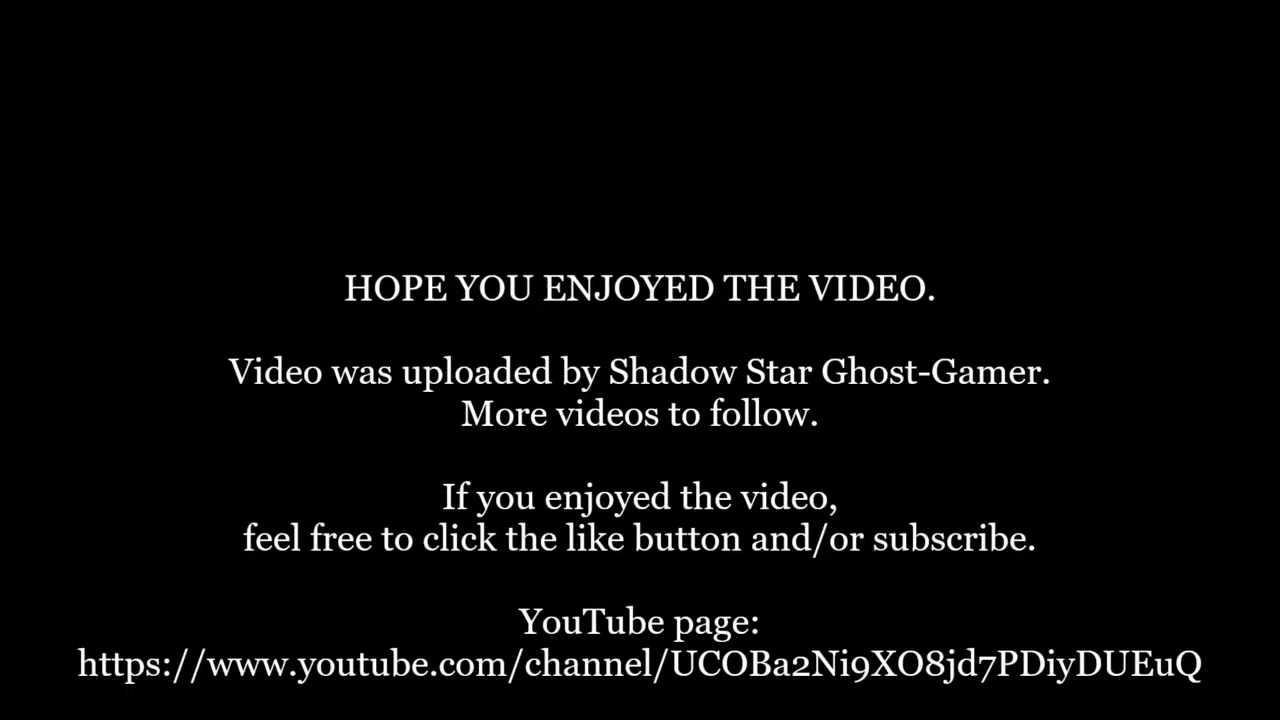 HOPE YOU ENJOYED THE VIDEO.
Video was uploaded by Shadow Star Ghost-Gamer.
More videos to follow.
If you enjoyed the video,
feel free to click the like button and/or subscribe.
YouTube page:
https://www.youtube.com/channel/UCOBa2Ni9XO8jd7PDiyDUEuQ